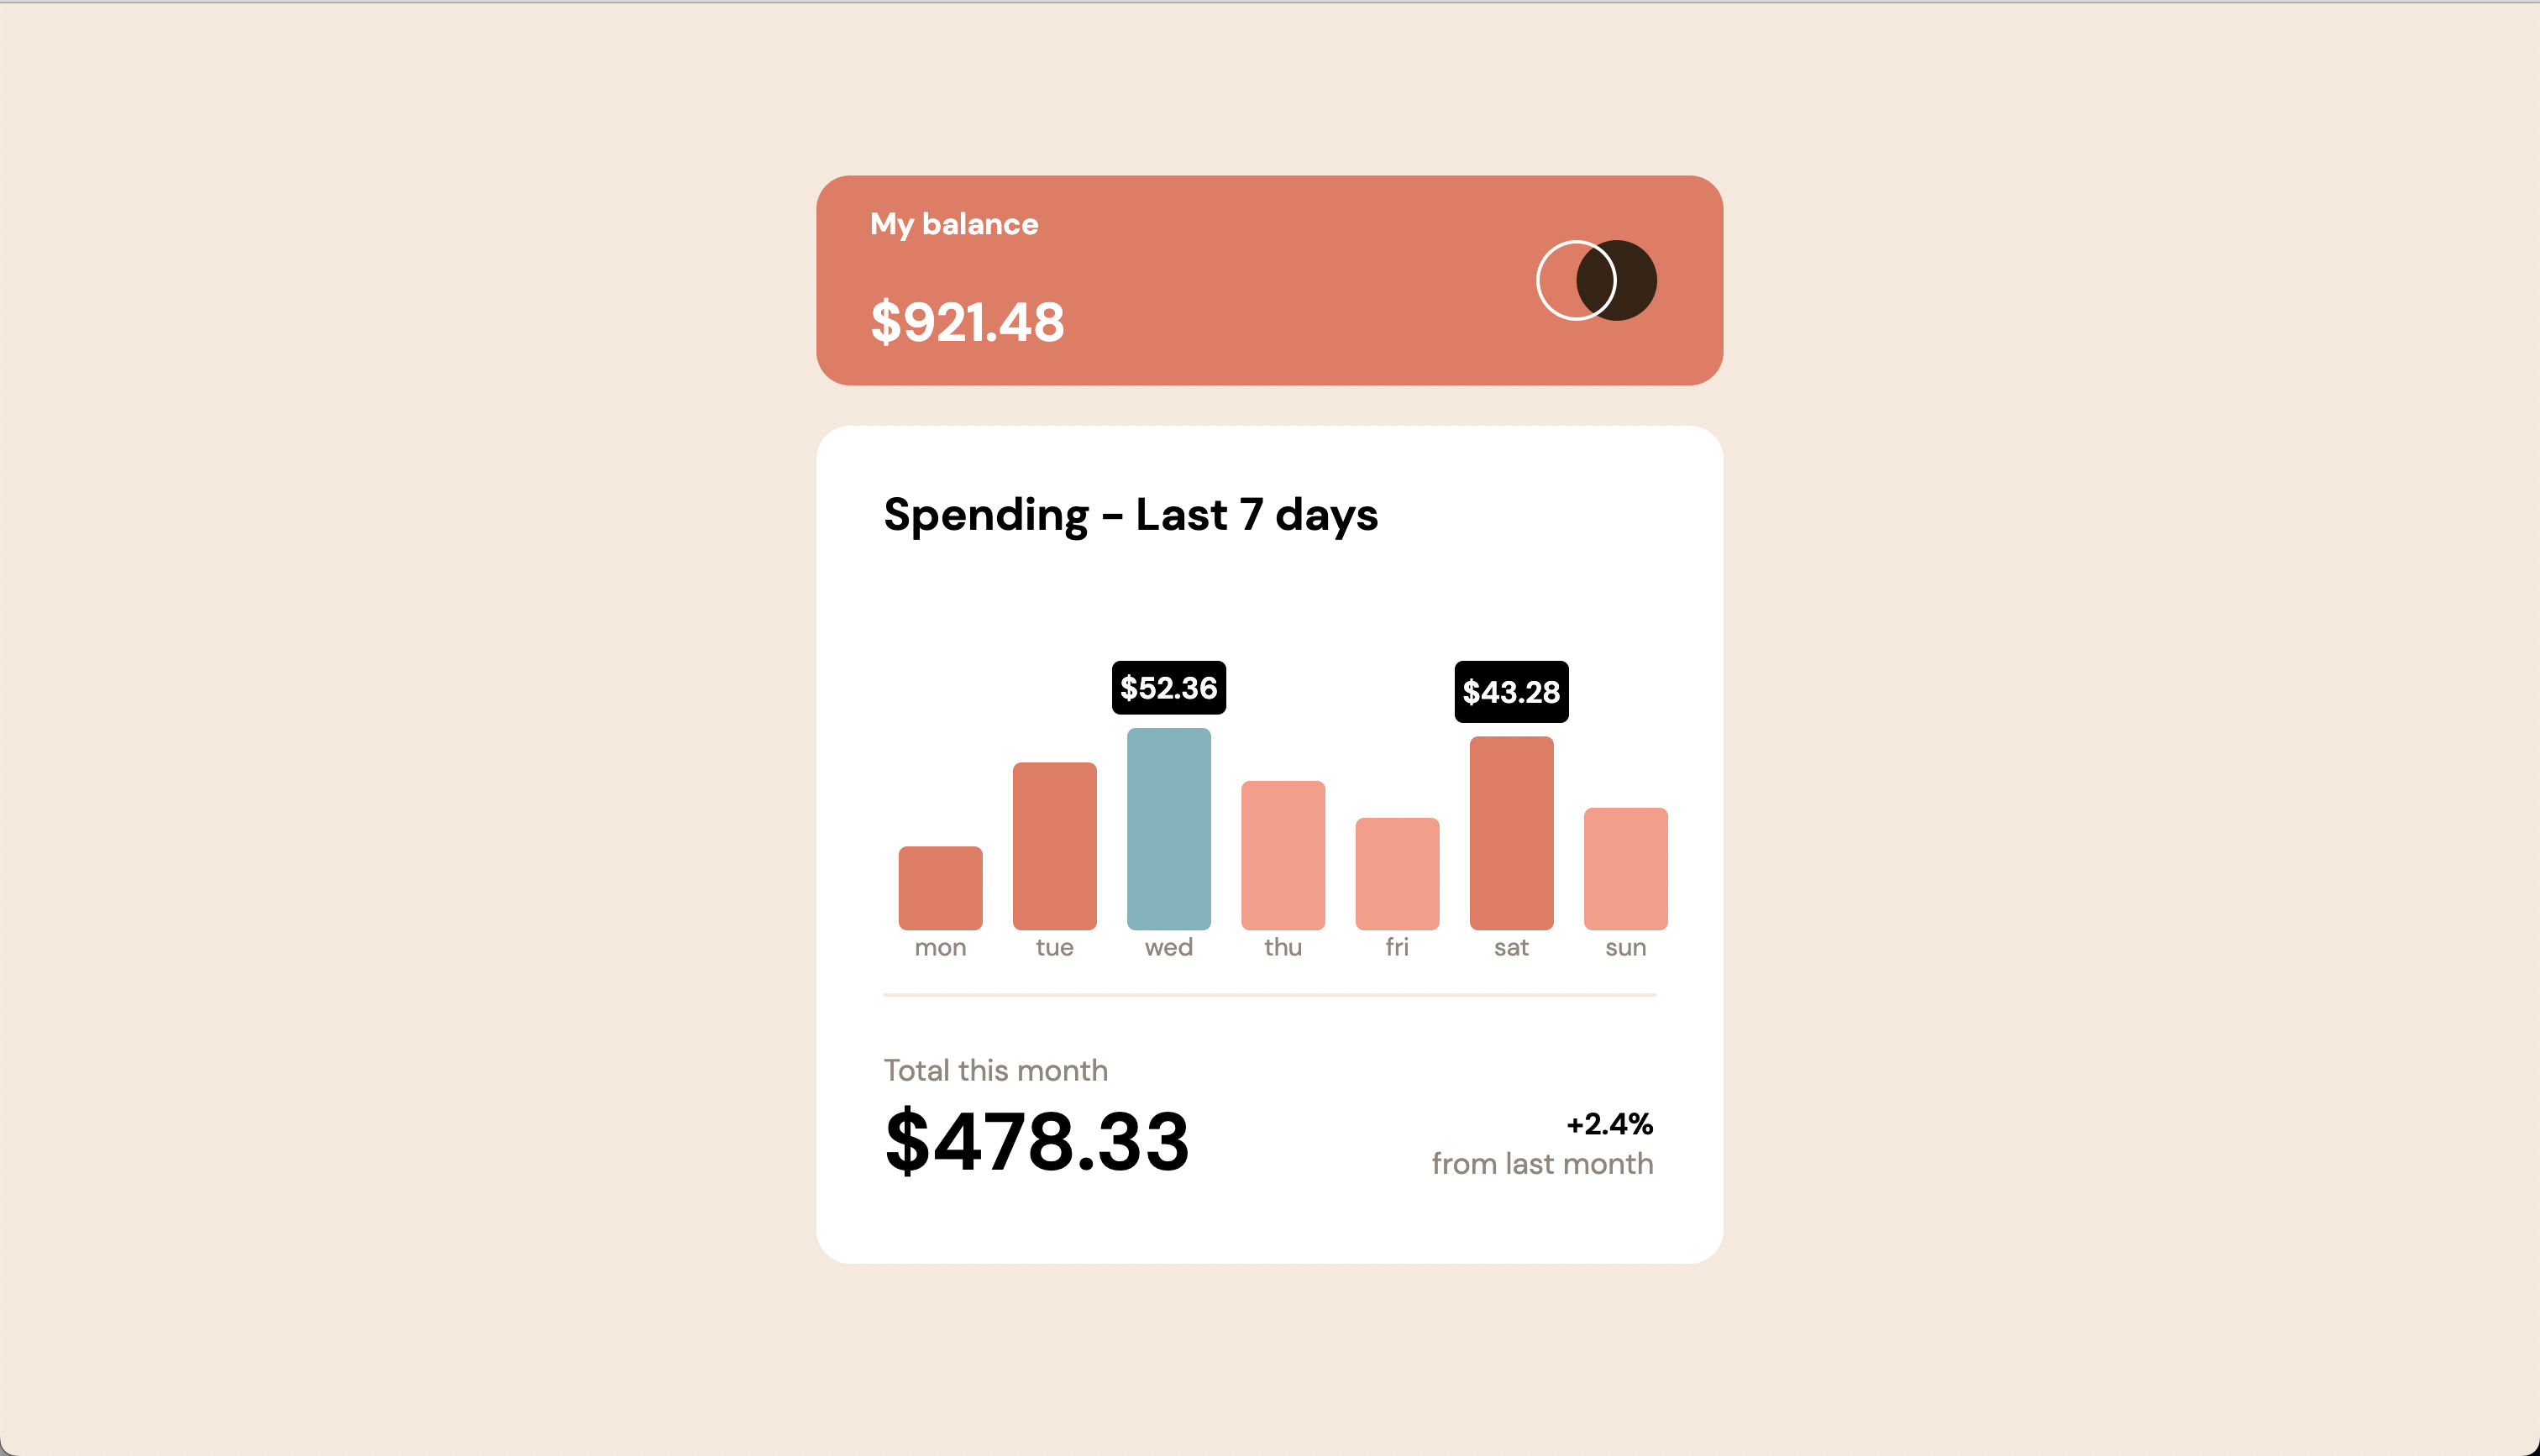 My balance
$921.48
Spending - Last 7 days
$52.36 $43.28
mon tue wed thu fri sat sun
Total this month
$478.33
+2.4%
from last month